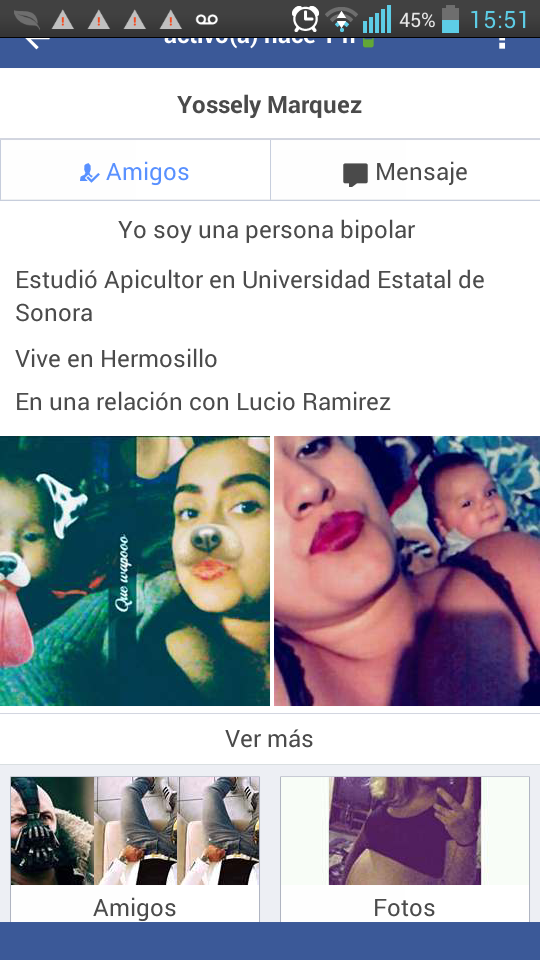 45% 15:51
activo(a) hace 1 h
Yossely Marquez
Amigos
Mensaje
Yo soy una persona bipolar
Estudió Apicultor en Universidad Estatal de
Sonora
Vive en Hermosillo
En una relación con Lucio Ramirez
Que wapooo
Ver más
Amigos
Fotos